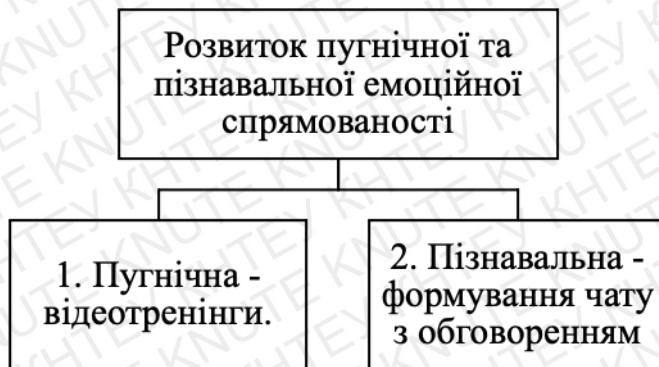 Розвиток пугнічної та
пізнавальної емоційної
спрямованості
1. Пугнічна -
відеотренінги.
2. Пізнавальна -
формування чату
з обговоренням